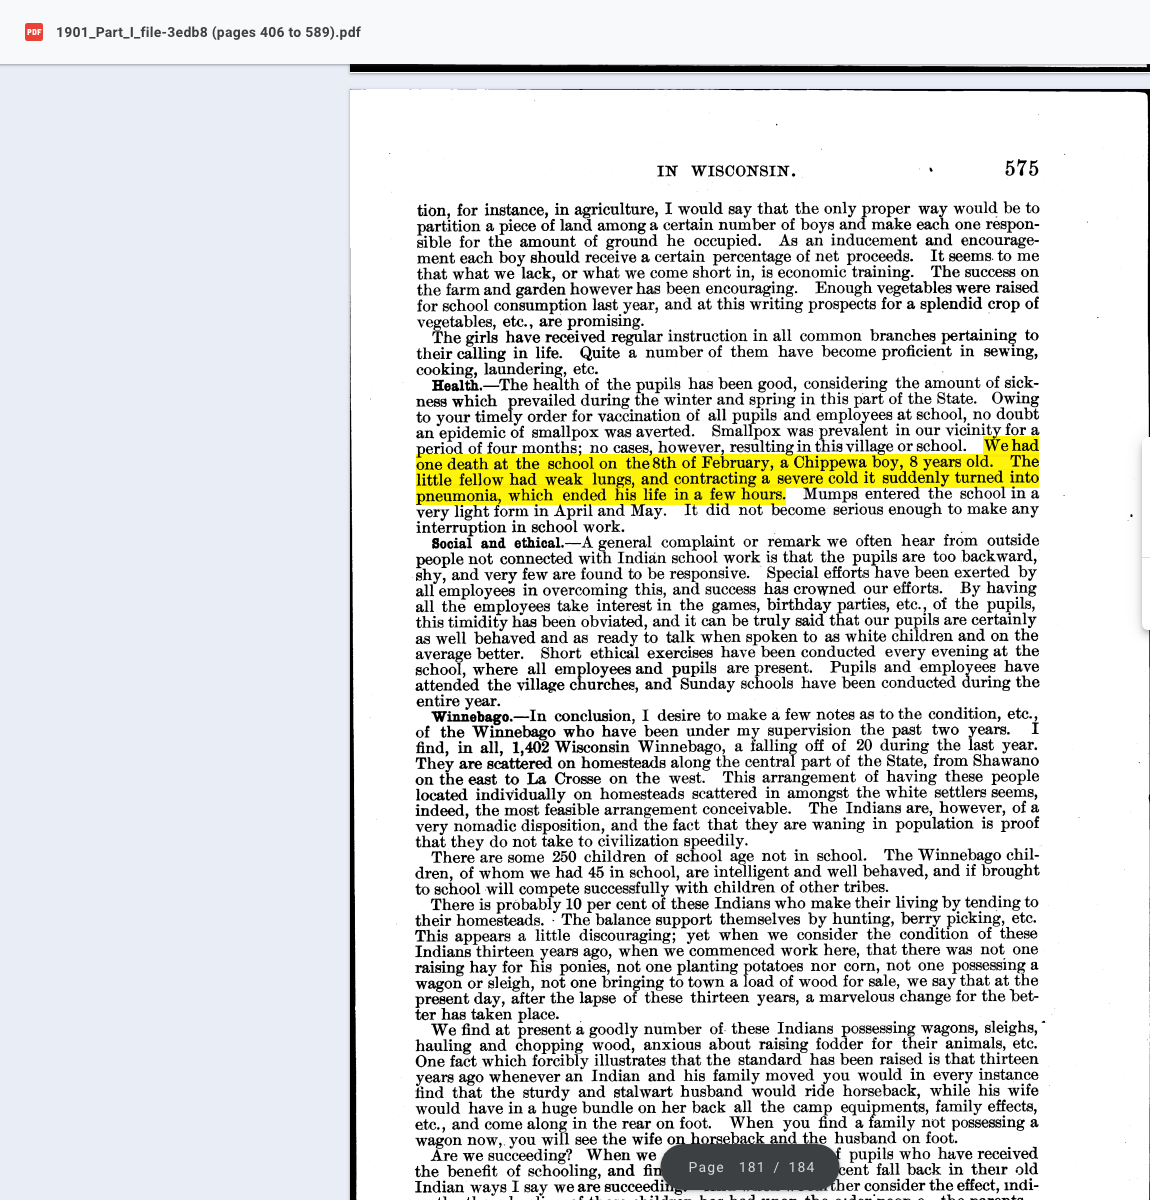 PDF 1901_Part_I_file-3edb8 (pages 406 to 589).pdf
IN WISCONSIN. 575
tion, for instance, in agriculture, I would say that the only proper way would be to
partition a piece of land among a certain number of boys and make each one respon-
sible for the amount of ground he occupied. As an inducement and encourage-
ment each boy should receive a certain percentage of net proceeds. It seems to me
that what we lack, or what we come short in, is economic training. The success on
the farm and garden however has been encouraging. Enough vegetables were raised
for school consumption last year, and at this writing prospects for a splendid crop of
vegetables, etc., are promising.
The girls have received regular instruction in all common branches pertaining to
their calling in life. Quite a number of them have become proficient in sewing,
cooking, laundering, etc.
Health.—The health of the pupils has been good, considering the amount of sick-
ness which prevailed during the winter and spring in this part of the State. Owing
to your timely order for vaccination of all pupils and employees at school, no doubt
an epidemic of smallpox was averted. Smallpox was prevalent in our vicinity for a
period of four months; no cases, however, resulting in this village or school. We had
one death at the school on the 8th of February, a Chippewa boy, 8 years old. The
little fellow had weak lungs, and contracting a severe cold it suddenly turned into
pneumonia, which ended his life in a few hours. Mumps entered the school in a
very light form in April and May. It did not become serious enough to make any
interruption in school work.
Social and ethical.—A general complaint or remark we often hear from outside
people not connected with Indian school work is that the pupils are too backward,
shy, and very few are found to be responsive. Special efforts have been exerted by
all employees in overcoming this, and success has crowned our efforts. By having
all the employees take interest in the games, birthday parties, etc., of the pupils,
this timidity has been obviated, and it can be truly said that our pupils are certainly
as well behaved and as ready to talk when spoken to as white children and on the
average better. Short ethical exercises have been conducted every evening at the
school, where all employees and pupils are present. Pupils and employees have
attended the village churches, and Sunday schools have been conducted during the
entire year.
Winnebago.—In conclusion, I desire to make a few notes as to the condition, etc.,
of the Winnebago who have been under my supervision the past two years. I
find, in all, 1,402 Wisconsin Winnebago, a falling off of 20 during the last year.
They are scattered on homesteads along the central part of the State, from Shawano
on the east to La Crosse on the west. This arrangement of having these people
located individually on homesteads scattered in amongst the white settlers seems,
indeed, the most feasible arrangement conceivable. The Indians are, however, of a
very nomadic disposition, and the fact that they are waning in population is proof
that they do not take to civilization speedily.
There are some 250 children of school age not in school. The Winnebago chil-
dren, of whom we had 45 in school, are intelligent and well behaved, and if brought
to school will compete successfully with children of other tribes.
There is probably 10 per cent of these Indians who make their living by tending to
their homesteads. The balance support themselves by hunting, berry picking, etc.
This appears a little discouraging; yet when we consider the condition of these
Indians thirteen years ago, when we commenced work here, that there was not one
raising hay for his ponies, not one planting potatoes nor corn, not one possessing a
wagon or sleigh, not one bringing to town a load of wood for sale, we say that at the
present day, after the lapse of these thirteen years, a marvelous change for the bet-
ter has taken place.
We find at present a goodly number of these Indians possessing wagons, sleighs,
hauling and chopping wood, anxious about raising fodder for their animals, etc.
One fact which forcibly illustrates that the standard has been raised is that thirteen
years ago whenever an Indian and his family moved you would in every instance
find that the sturdy and stalwart husband would ride horseback, while his wife
would have in a huge bundle on her back all the camp equipments, family effects,
etc., and come along in the rear on foot. When you find a family not possessing a
wagon now, you will see the wife on horseback and the husband on foot.
Are we succeeding? When we pupils who have received
the benefit of schooling, and cent fall back in their old
Indian ways I say we are succeeding. consider the effect, indi-
Page 181 / 184